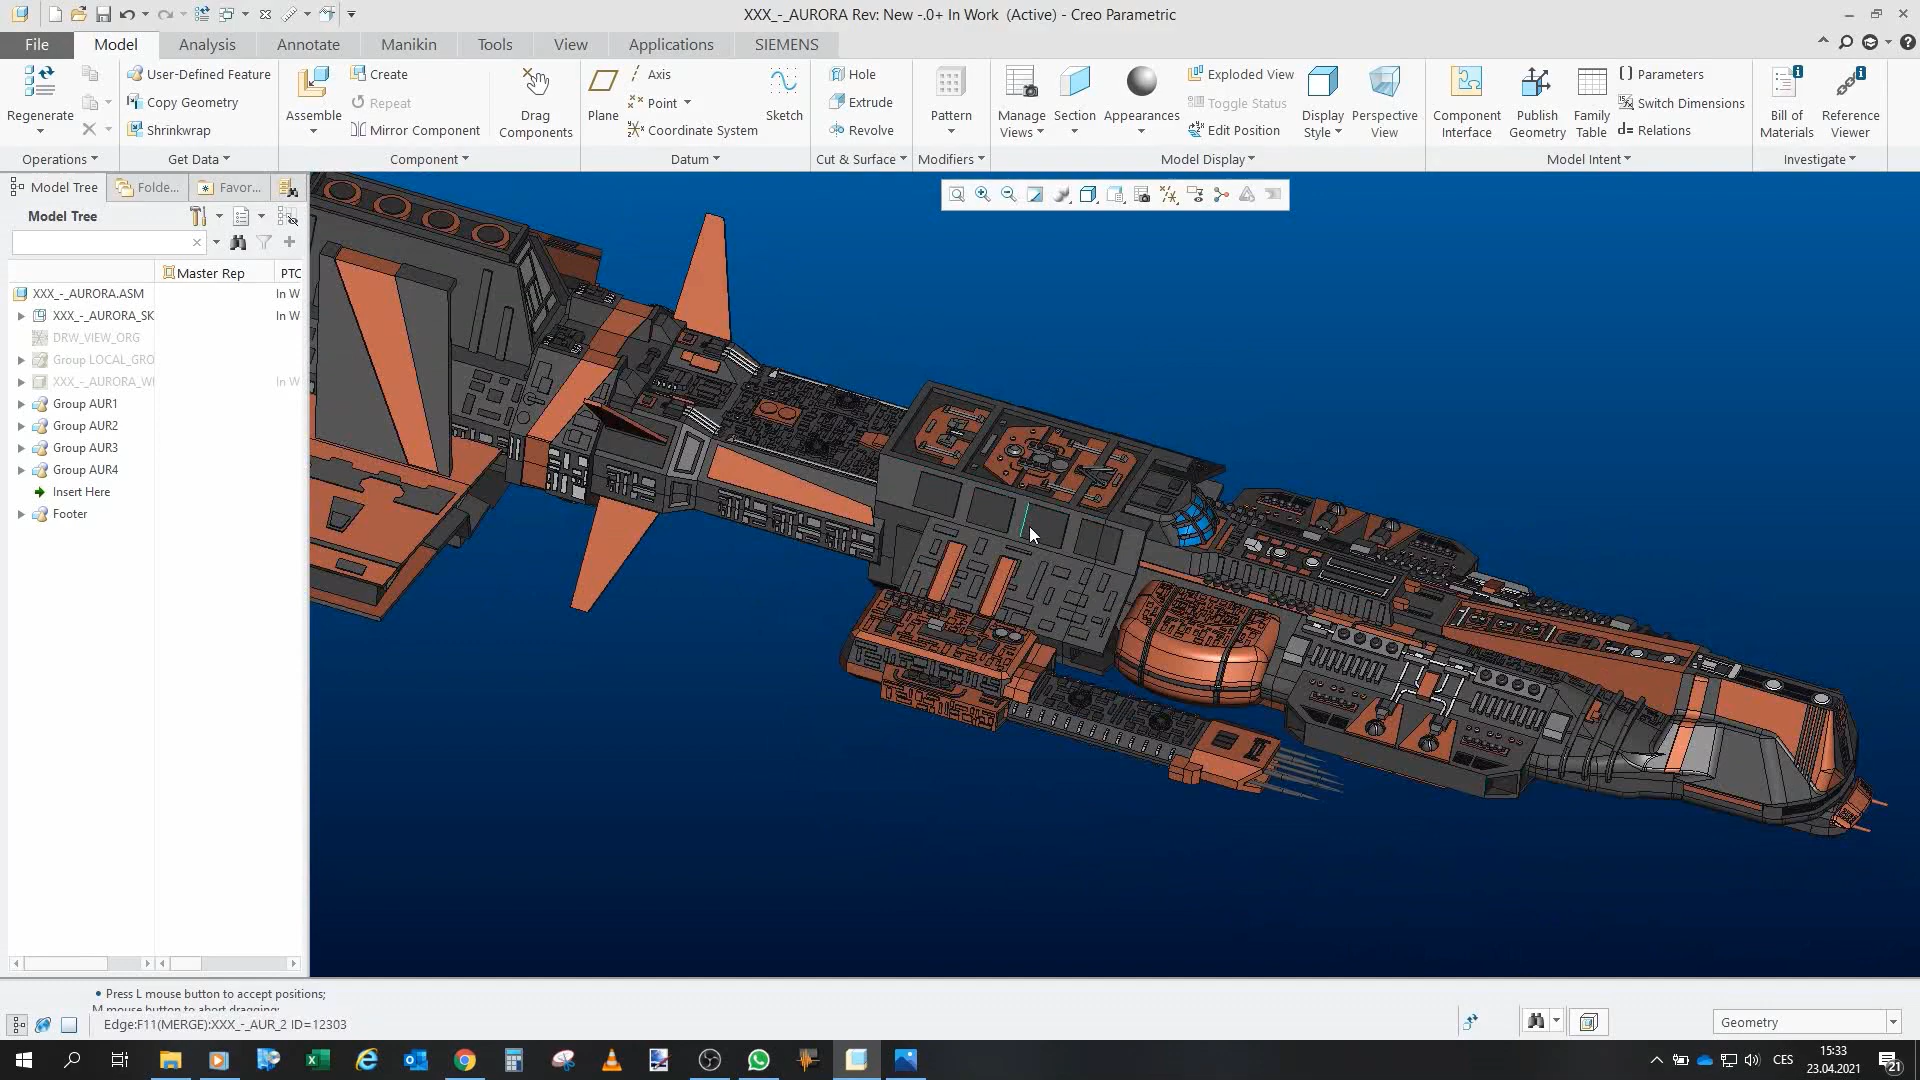 XXX_-_AURORA Rev: New -.0+ In Work (Active) - Creo Parametric
File Model Analysis Annotate Manikin Tools View Applications SIEMENS
Regenerate
Operations
User-Defined Feature
Copy Geometry
Shrinkwrap
Get Data
Assemble
Create
Repeat
Mirror Component
Drag
Components
Component
Plane
Axis
Point
Coordinate System
Sketch
Datum
Hole
Extrude
Revolve
Cut & Surface
Pattern
Modifiers
Manage
Views
Section
Appearances
Exploded View
Toggle Status
Edit Position
Display
Style
Perspective
View
Model Display
Component
Interface
Publish
Geometry
Family
Table
Parameters
Switch Dimensions
d= Relations
Model Intent
Bill of
Materials
Reference
Viewer
Investigate
Model Tree Folde... Favor...
Model Tree
Master Rep PTC
XXX_-_AURORA.ASM In W
XXX_-_AURORA_SK In W
DRW_VIEW_ORG
Group LOCAL_GRO
XXX_-_AURORA_WI In W
Group AUR1
Group AUR2
Group AUR3
Group AUR4
Insert Here
Footer
• Press L mouse button to accept positions;
M mouse button to abort dragging;
Edge:F11(MERGE):XXX_-_AUR_2 ID=12303
Geometry
CES
15:33
23.04.2021
21